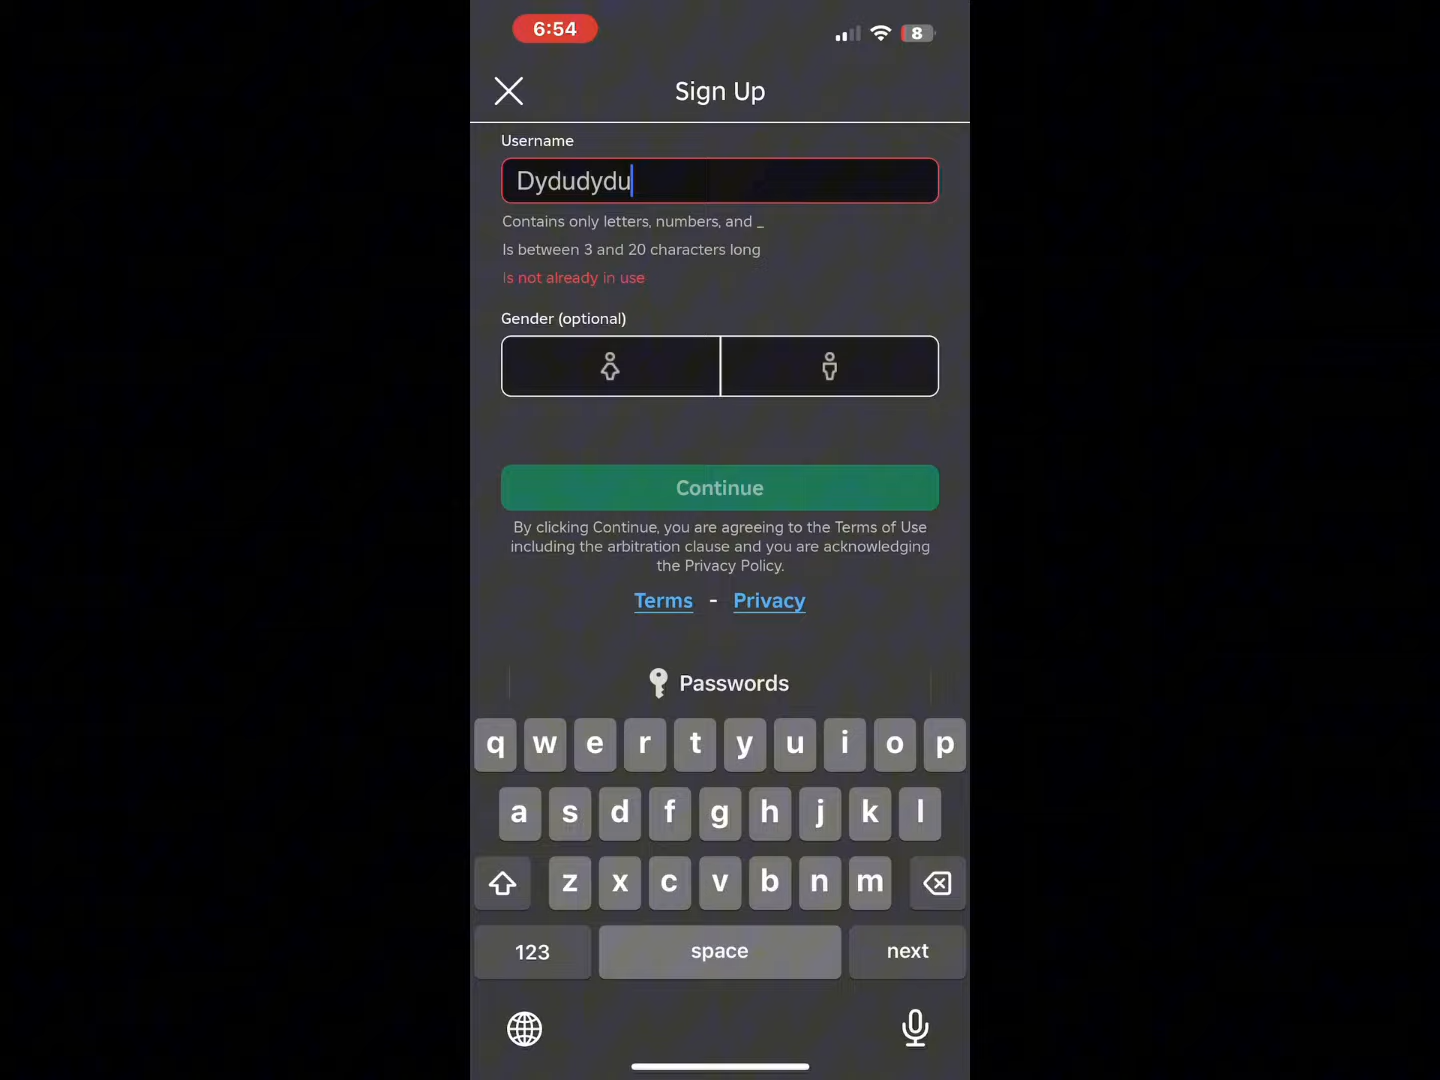 6:54
8
Sign Up
Username
Dydudydu
Contains only letters, numbers, and _
Is between 3 and 20 characters long
Is not already in use
Gender (optional)
Continue
By clicking Continue, you are agreeing to the Terms of Use
including the arbitration clause and you are acknowledging
the Privacy Policy.
Terms - Privacy
Passwords
q w e r t y u i o p
a s d f g h j k l
z x c v b n m
123 space next